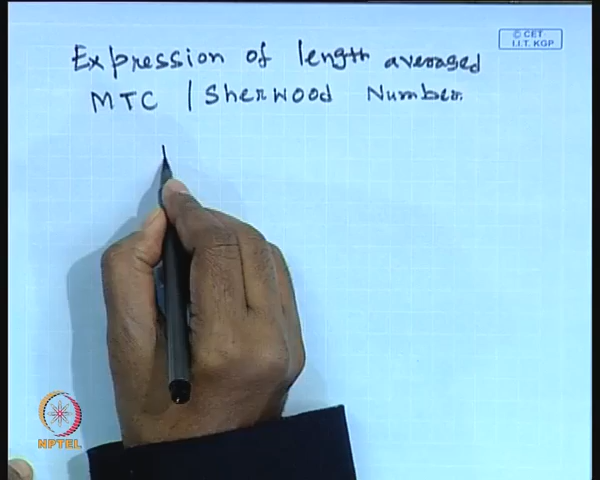 © CET
I.I.T. KGP
Expression of length averaged
MTC | Sherwood Number.
NPTEL